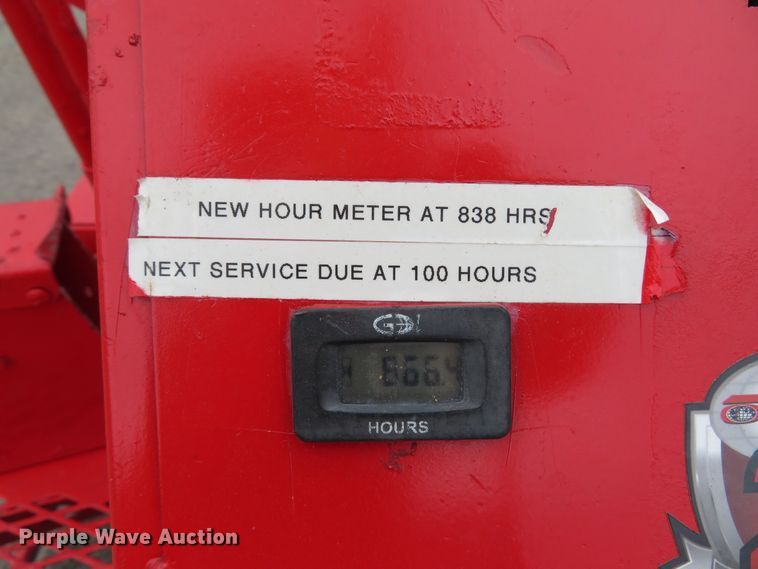 NEW HOUR METER AT 838 HRS
NEXT SERVICE DUE AT 100 HOURS
HOURS
Purple Wave Auction